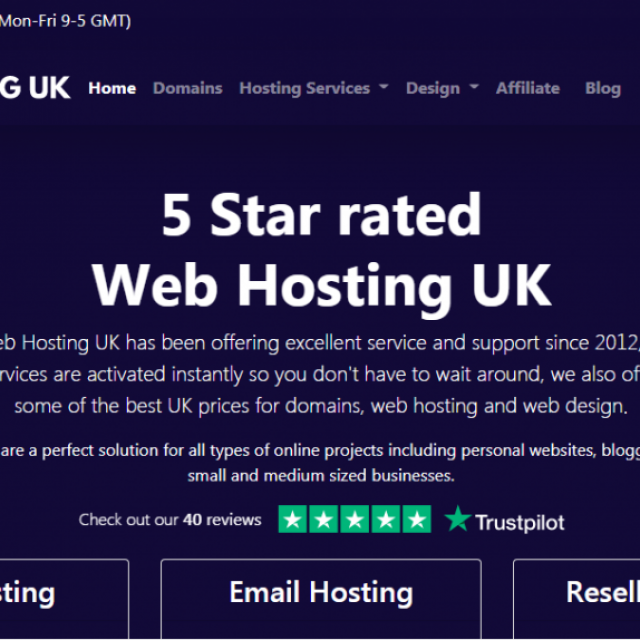 Mon-Fri 9-5 GMT)
G UK Home Domains Hosting Services Design Affiliate Blog
5 Star rated
Web Hosting UK
eb Hosting UK has been offering excellent service and support since 2012,
rvices are activated instantly so you don't have to wait around, we also of
some of the best UK prices for domains, web hosting and web design.
are a perfect solution for all types of online projects including personal websites, blogg
small and medium sized businesses.
Check out our 40 reviews Trustpilot
sting Email Hosting Resell